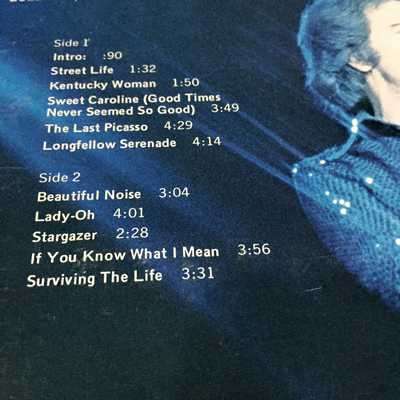 Side 1
Intro: :90
Street Life 1:32
Kentucky Woman 1:50
Sweet Caroline (Good Times
Never Seemed So Good) 3:49
The Last Picasso 4:29
Longfellow Serenade 4:14
Side 2
Beautiful Noise 3:04
Lady-Oh 4:01
Stargazer 2:28
If You Know What I Mean 3:56
Surviving The Life 3:31